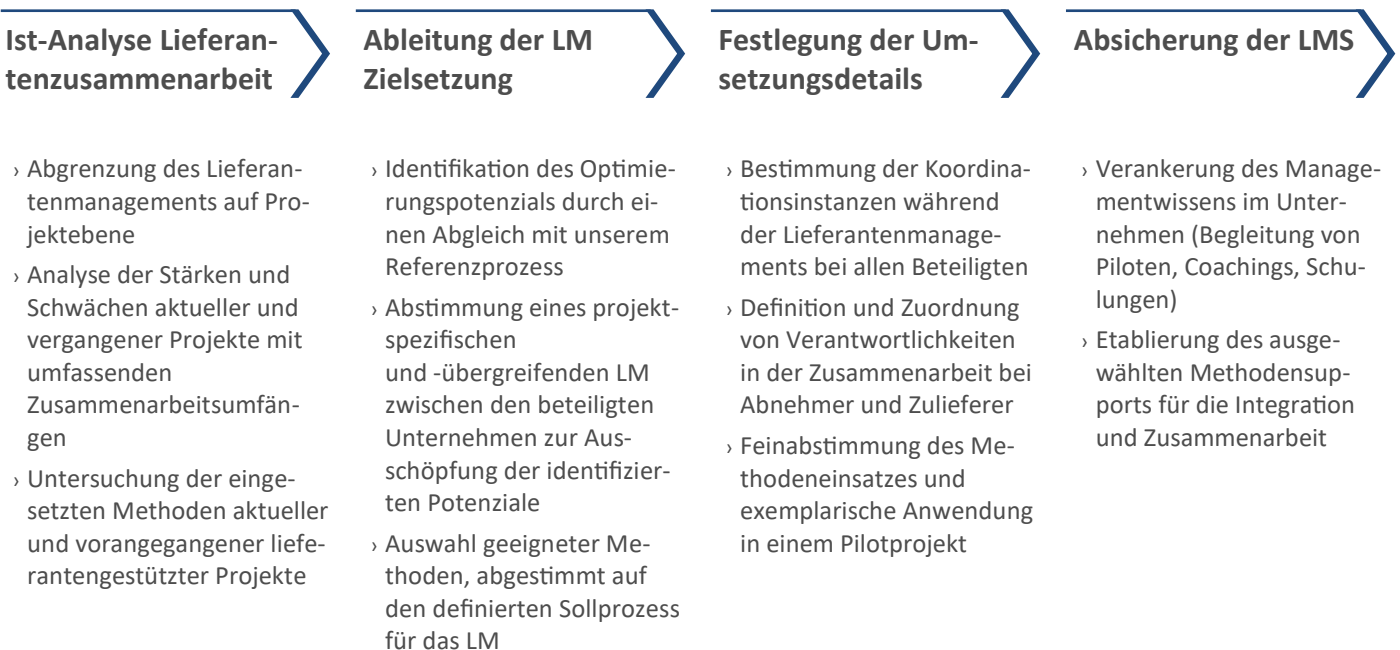 Ist-Analyse Lieferan-
tenzusammenarbeit
› Abgrenzung des Lieferan-
tenmanagements auf Pro-
jektebene
› Analyse der Stärken und
Schwächen aktueller und
vergangener Projekte mit
umfassenden
Zusammenarbeitsumfän-
gen
› Untersuchung der einge-
setzten Methoden aktueller
und vorangegangener liefe-
rantengestützter Projekte
Ableitung der LM
Zielsetzung
› Identifikation des Optimie-
rungspotenzials durch ei-
nen Abgleich mit unserem
Referenzprozess
› Abstimmung eines projekt-
spezifischen
und -übergreifenden LM
zwischen den beteiligten
Unternehmen zur Aus-
schöpfung der identifizier-
ten Potenziale
› Auswahl geeigneter Me-
thoden, abgestimmt auf
den definierten Sollprozess
für das LM
Festlegung der Um-
setzungsdetails
› Bestimmung der Koordina-
tionsinstanzen während
der Lieferantenmanage-
ments bei allen Beteiligten
› Definition und Zuordnung
von Verantwortlichkeiten
in der Zusammenarbeit bei
Abnehmer und Zulieferer
› Feinabstimmung des Me-
thodeneinsatzes und
exemplarische Anwendung
in einem Pilotprojekt
Absicherung der LMS
› Verankerung des Manage-
mentwissens im Unter-
nehmen (Begleitung von
Piloten, Coachings, Schu-
lungen)
› Etablierung des ausge-
wählten Methodensup-
ports für die Integration
und Zusammenarbeit